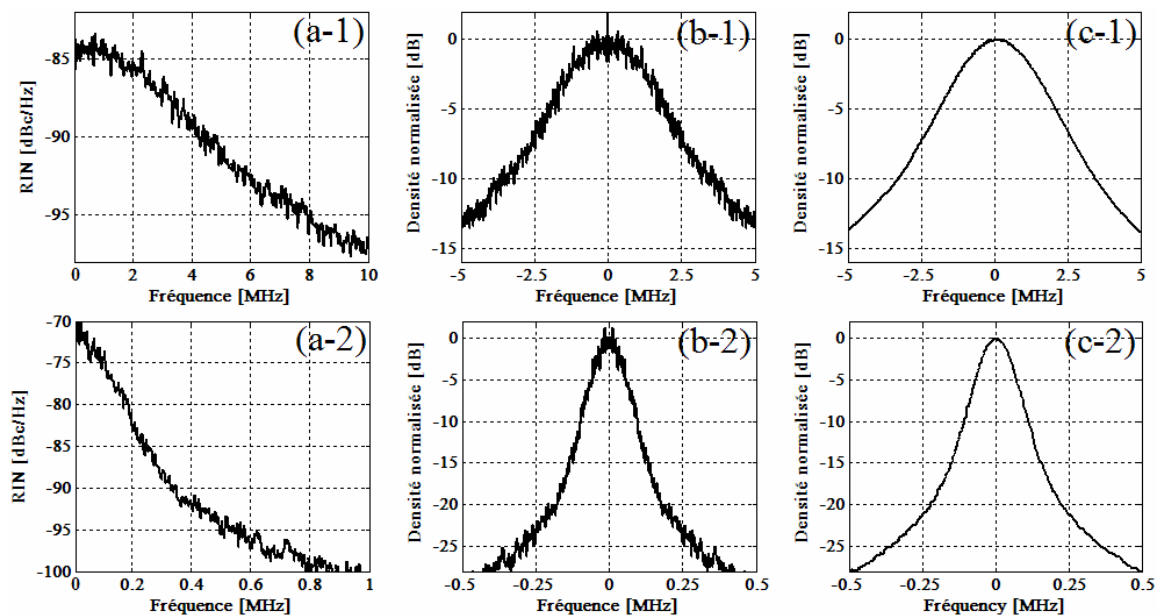 (a-1)
RIN [dBc/Hz]
-85
-90
-95
0 2 4 6 8 10
Fréquence [MHz]
(b-1)
Densité normalisée [dB]
0
-5
-10
-15
-5 -2.5 0 2.5 5
Fréquence [MHz]
(c-1)
Densité normalisée [dB]
0
-5
-10
-15
-5 -2.5 0 2.5 5
Fréquence [MHz]
(a-2)
RIN [dBc/Hz]
-70
-75
-80
-85
-90
-95
-100
0 0.2 0.4 0.6 0.8 1
Fréquence [MHz]
(b-2)
Densité normalisée [dB]
0
-5
-10
-15
-20
-25
-0.5 -0.25 0 0.25 0.5
Fréquence [MHz]
(c-2)
Densité normalisée [dB]
0
-5
-10
-15
-20
-25
-0.5 -0.25 0 0.25 0.5
Fréquency [MHz]